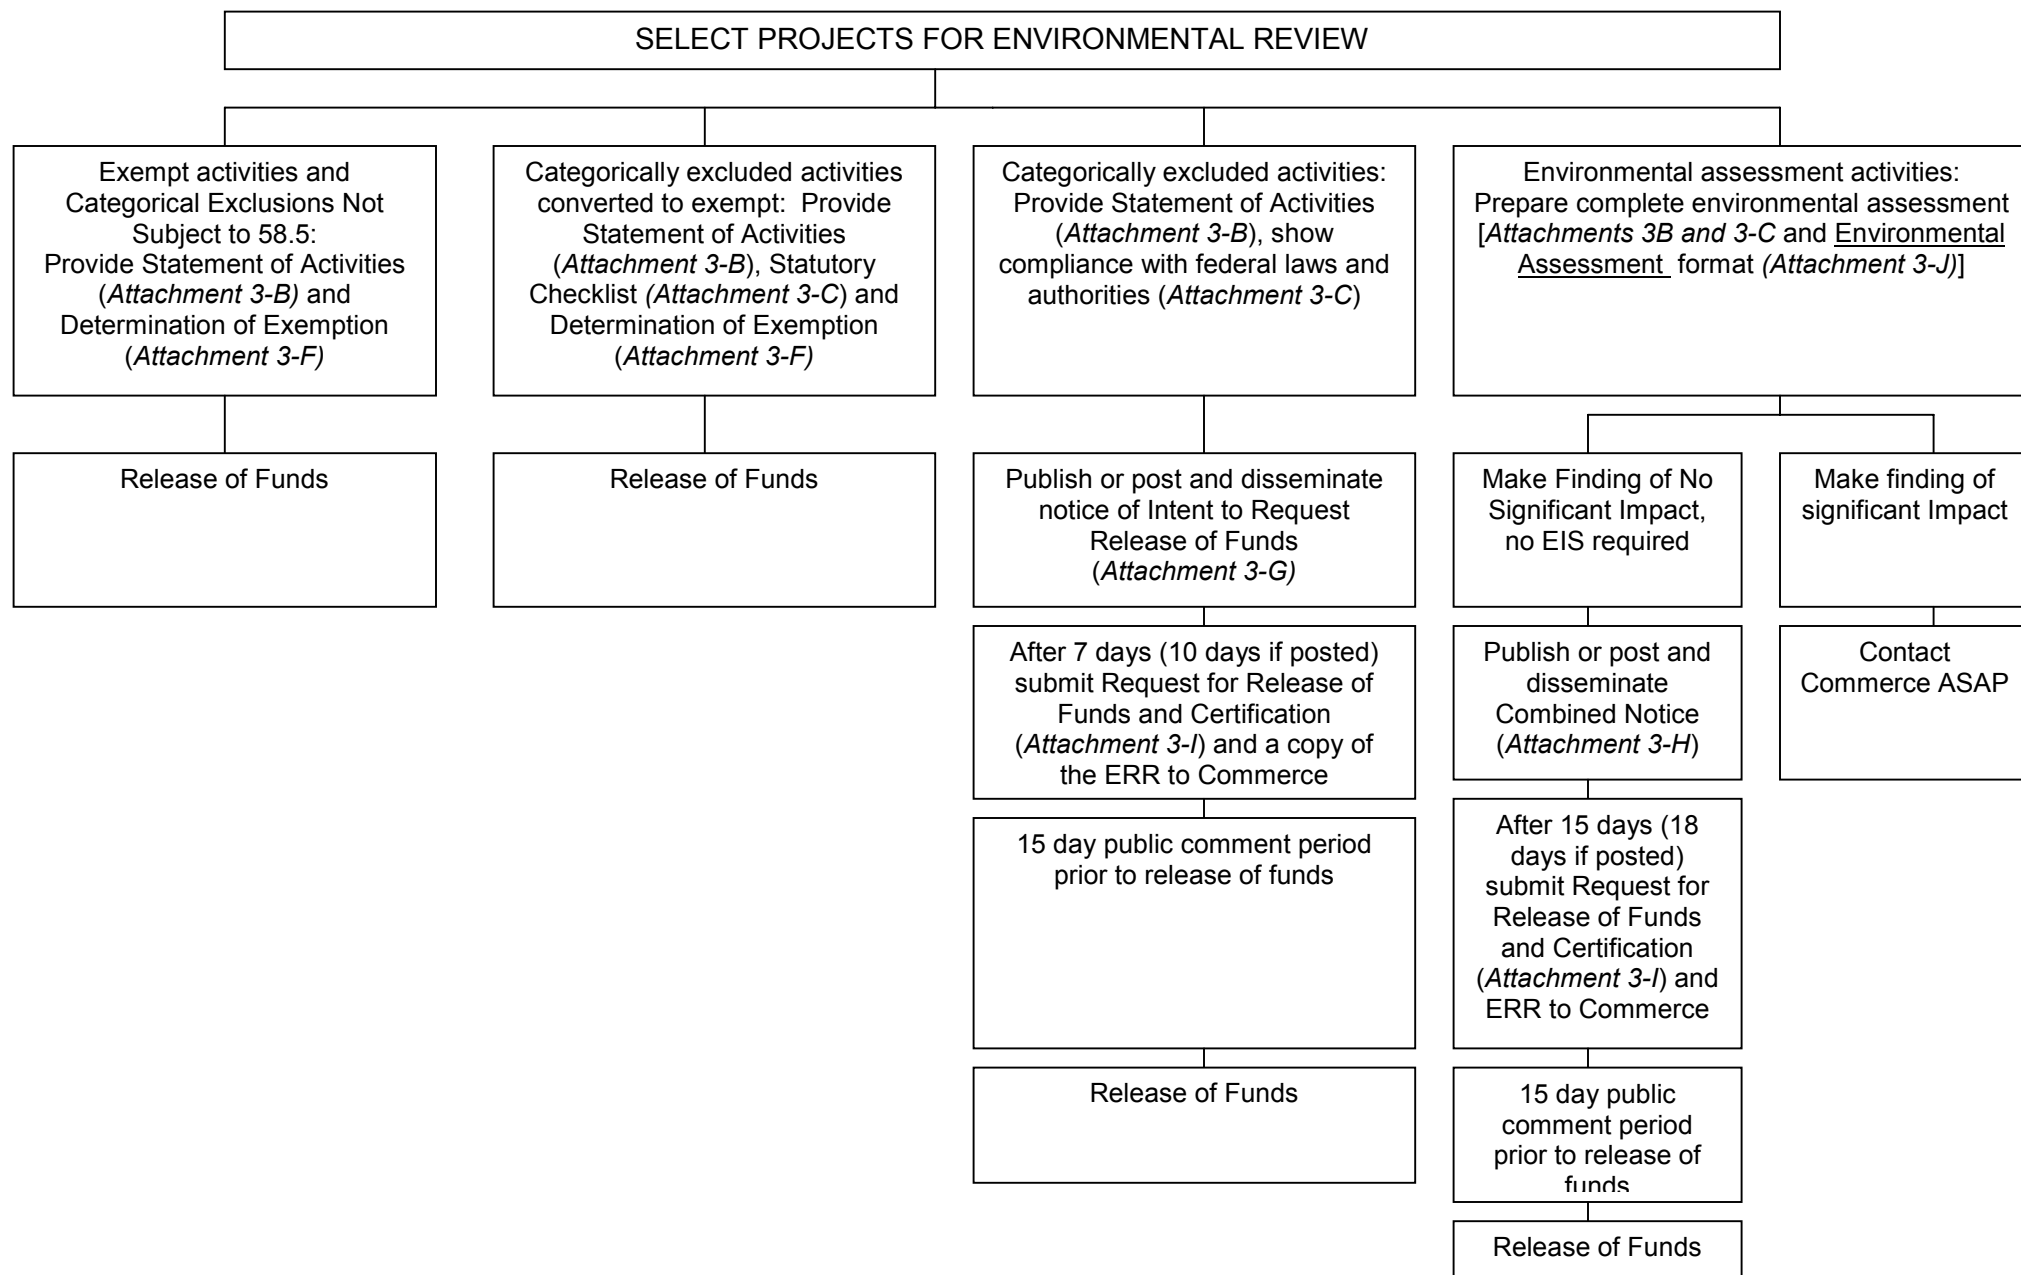 SELECT PROJECTS FOR ENVIRONMENTAL REVIEW
Exempt activities and
Categorical Exclusions Not
Subject to 58.5:
Provide Statement of Activities
(Attachment 3-B) and
Determination of Exemption
(Attachment 3-F)
Categorically excluded activities
converted to exempt:  Provide
Statement of Activities
(Attachment 3-B), Statutory
Checklist (Attachment 3-C) and
Determination of Exemption
(Attachment 3-F)
Categorically excluded activities:
Provide Statement of Activities
(Attachment 3-B), show
compliance with federal laws and
authorities (Attachment 3-C)
Environmental assessment activities:
Prepare complete environmental assessment
[Attachments 3B and 3-C and Environmental
Assessment  format (Attachment 3-J)]
Release of Funds
Release of Funds
Publish or post and disseminate
notice of Intent to Request
Release of Funds
(Attachment 3-G)
Make Finding of No
Significant Impact,
no EIS required
Make finding of
significant Impact
After 7 days (10 days if posted)
submit Request for Release of
Funds and Certification
(Attachment 3-I) and a copy of
the ERR to Commerce
Publish or post and
disseminate
Combined Notice
(Attachment 3-H)
Contact
Commerce ASAP
15 day public comment period
prior to release of funds
After 15 days (18
days if posted)
submit Request for
Release of Funds
and Certification
(Attachment 3-I) and
ERR to Commerce
Release of Funds
15 day public
comment period
prior to release of
funds
Release of Funds